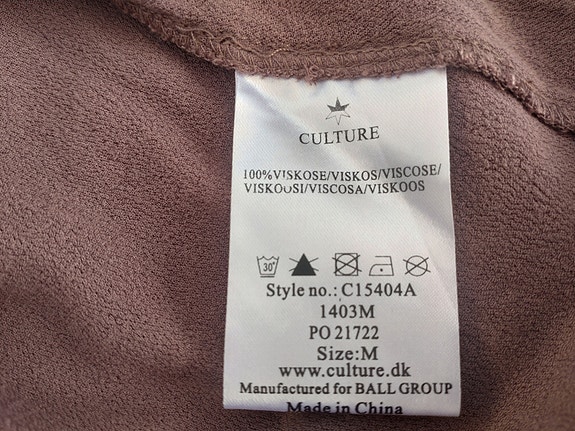 CULTURE
100%VISKOSE/VISKOS/VISCOSE/
VISKOOSI/VISCOSA/VISKOOS
30°
Style no.: C15404A
1403M
PO 21722
Size:M
www.culture.dk
Manufactured for BALL GROUP
Made in China